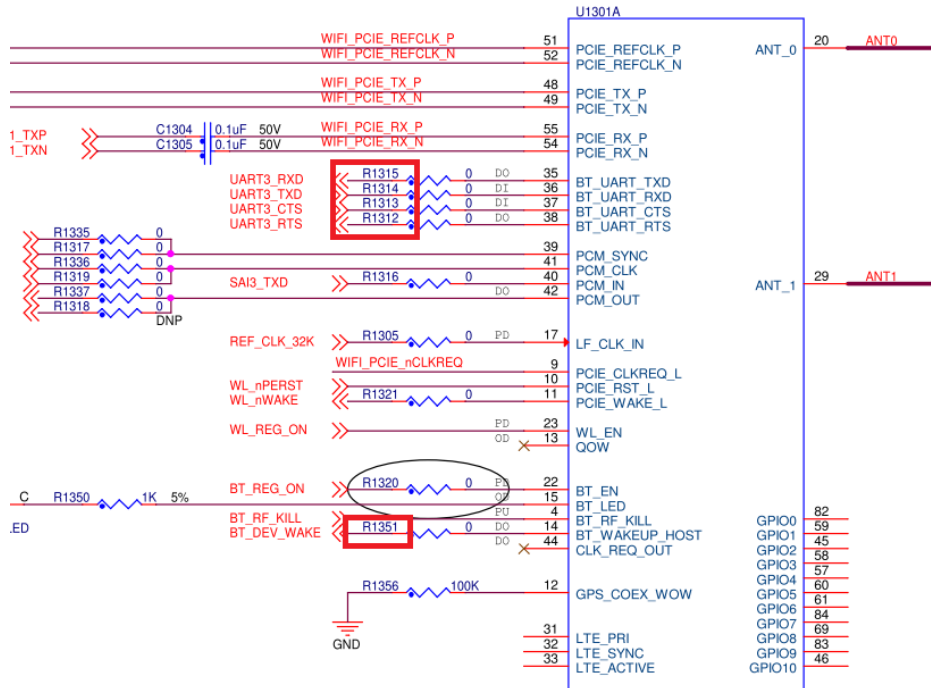 U1301A
WIFI_PCIE_REFCLK_P 51 PCIE_REFCLK_P ANT_0 20 ANT0
WIFI_PCIE_REFCLK_N 52 PCIE_REFCLK_N
WIFI_PCIE_TX_P 48 PCIE_TX_P
WIFI_PCIE_TX_N 49 PCIE_TX_N
1_TXP C1304 0.1uF 50V WIFI_PCIE_RX_P 55 PCIE_RX_P
1_TXN C1305 0.1uF 50V WIFI_PCIE_RX_N 54 PCIE_RX_N
UART3_RXD R1315 0 DO 35 BT_UART_TXD
UART3_TXD R1314 0 DI 36 BT_UART_RXD
UART3_CTS R1313 0 DI 37 BT_UART_CTS
UART3_RTS R1312 0 DO 38 BT_UART_RTS
R1335 0
R1317 0 39 PCM_SYNC
R1336 0 41 PCM_CLK
R1319 0 SAI3_TXD R1316 0 40 PCM_IN ANT_1 29 ANT1
R1337 0 DO 42 PCM_OUT
R1318 0
DNP
REF_CLK_32K R1305 0 PD 17 LF_CLK_IN
WIFI_PCIE_nCLKREQ 9 PCIE_CLKREQ_L
WL_nPERST 10 PCIE_RST_L
WL_nWAKE R1321 0 11 PCIE_WAKE_L
WL_REG_ON PD 23 WL_EN
OD 13 QOW
BT_REG_ON R1320 0 PD 22 BT_EN
C R1350 1K 5% OD 15 BT_LED
.ED BT_RF_KILL PU 4 BT_RF_KILL GPIO0 82
BT_DEV_WAKE R1351 0 DO 14 BT_WAKEUP_HOST GPIO1 59
DO 44 CLK_REQ_OUT GPIO2 45
GPIO3 58
GPIO4 57
R1356 100K 12 GPS_COEX_WOW GPIO5 60
GPIO6 61
GPIO7 84
GND 31 LTE_PRI GPIO8 69
32 LTE_SYNC GPIO9 83
33 LTE_ACTIVE GPIO10 46